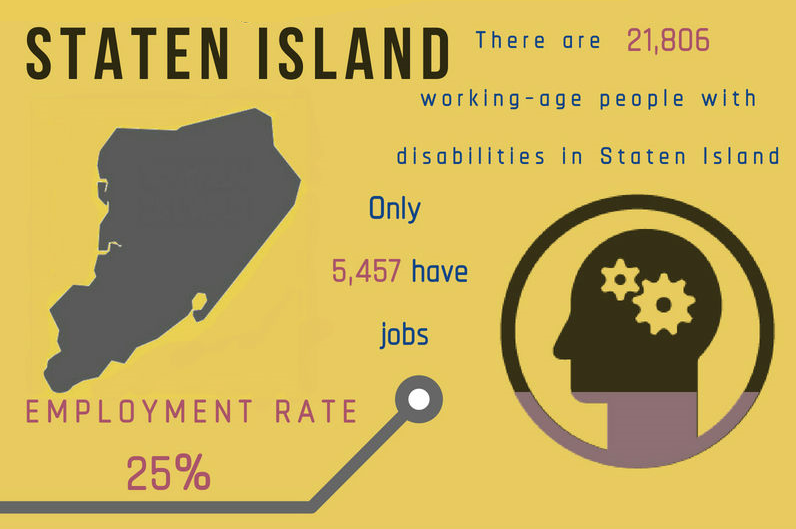 STATEN ISLAND
There are 21,806
working-age people with
disabilities in Staten Island
Only
5,457 have
jobs
EMPLOYMENT RATE
25%